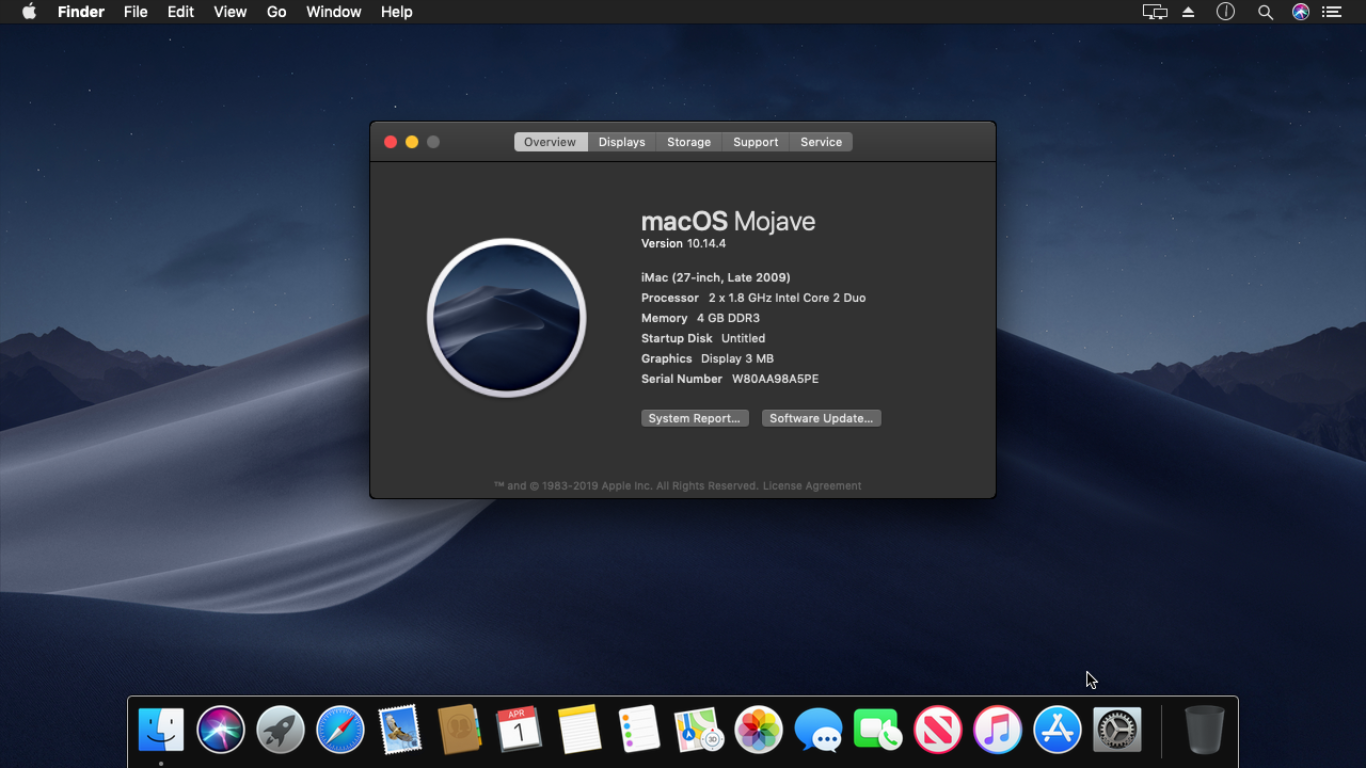 Finder File Edit View Go Window Help
Overview Displays Storage Support Service
macOS Mojave
Version 10.14.4
iMac (27-inch, Late 2009)
Processor 2 x 1.8 GHz Intel Core 2 Duo
Memory 4 GB DDR3
Startup Disk Untitled
Graphics Display 3 MB
Serial Number W80AA98A5PE
System Report... Software Update...
™ and © 1983-2019 Apple Inc. All Rights Reserved. License Agreement
APR
1
3D